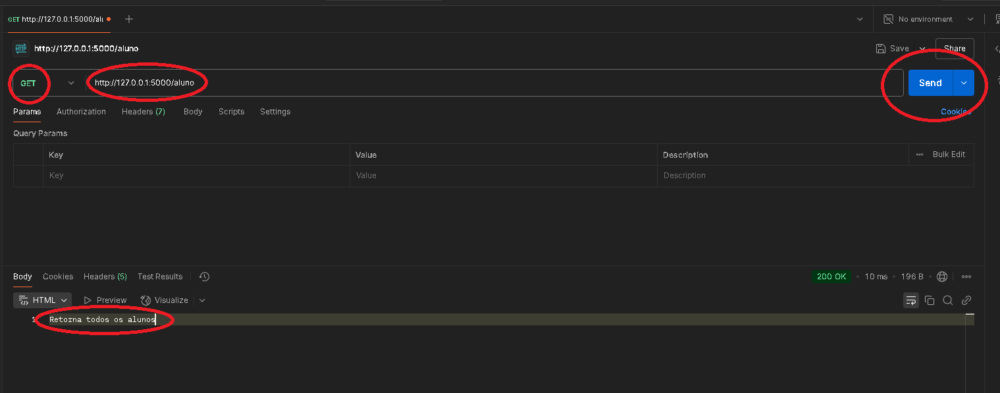 GET http://127.0.0.1:5000/alu
No environment
HTTP http://127.0.0.1:5000/aluno
Save
Share
GET
http://127.0.0.1:5000/aluno
Send
Params Authorization Headers (7) Body Scripts Settings
Cookies
Query Params
Key Value Description ••• Bulk Edit
Key Value Description
Body Cookies Headers (5) Test Results
200 OK • 10 ms • 196 B •
HTML Preview Visualize
1 Retorna todos os alunos